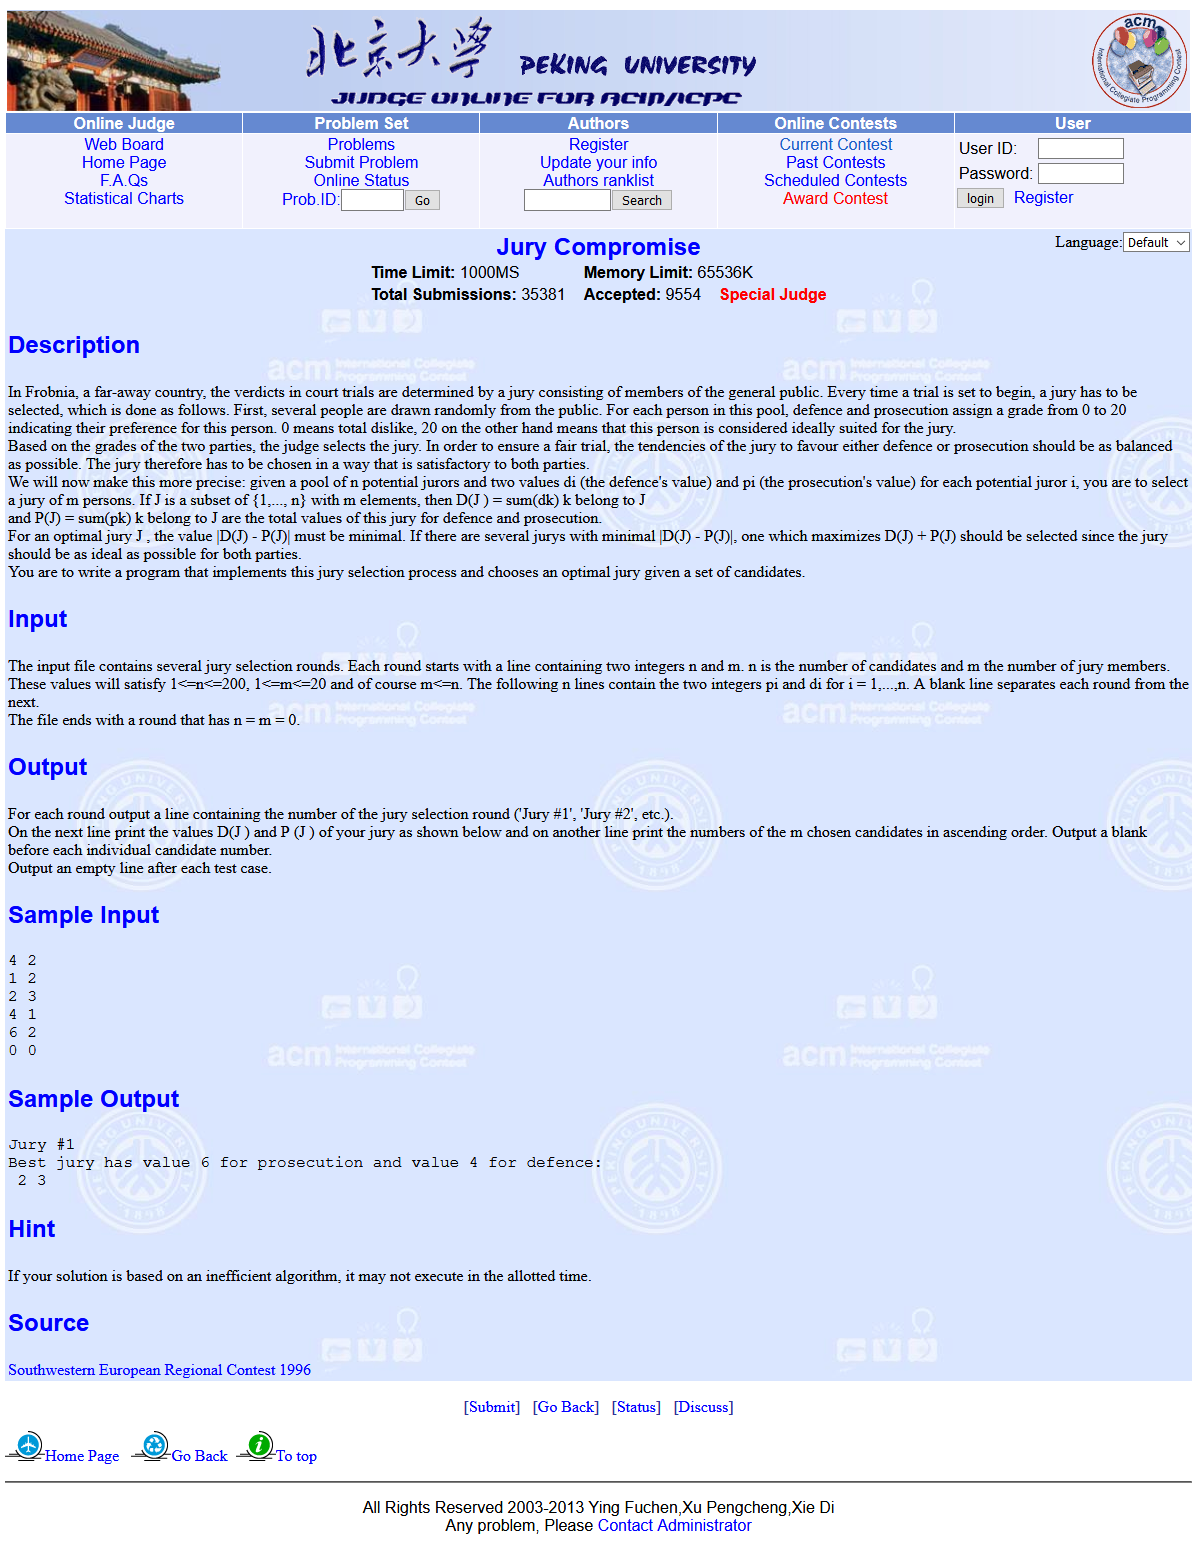 北京大學 PEKING UNIVERSITY
JUDGE ONLINE FOR ACM/ICPC
acm
International Collegiate Programming Contest
Online Judge Problem Set Authors Online Contests User
Web Board Problems Register Current Contest User ID:
Home Page Submit Problem Update your info Past Contests Password:
F.A.Qs Online Status Authors ranklist Scheduled Contests
Statistical Charts Prob.ID: Go Search Award Contest login Register
Language: Default
Jury Compromise
Time Limit: 1000MS Memory Limit: 65536K
Total Submissions: 35381 Accepted: 9554 Special Judge
Description
In Frobnia, a far-away country, the verdicts in court trials are determined by a jury consisting of members of the general public. Every time a trial is set to begin, a jury has to be
selected, which is done as follows. First, several people are drawn randomly from the public. For each person in this pool, defence and prosecution assign a grade from 0 to 20
indicating their preference for this person. 0 means total dislike, 20 on the other hand means that this person is considered ideally suited for the jury.
Based on the grades of the two parties, the judge selects the jury. In order to ensure a fair trial, the tendencies of the jury to favour either defence or prosecution should be as balanced
as possible. The jury therefore has to be chosen in a way that is satisfactory to both parties.
We will now make this more precise: given a pool of n potential jurors and two values di (the defence's value) and pi (the prosecution's value) for each potential juror i, you are to select
a jury of m persons. If J is a subset of {1,..., n} with m elements, then D(J ) = sum(dk) k belong to J
and P(J) = sum(pk) k belong to J are the total values of this jury for defence and prosecution.
For an optimal jury J , the value |D(J) - P(J)| must be minimal. If there are several jurys with minimal |D(J) - P(J)|, one which maximizes D(J) + P(J) should be selected since the jury
should be as ideal as possible for both parties.
You are to write a program that implements this jury selection process and chooses an optimal jury given a set of candidates.
Input
The input file contains several jury selection rounds. Each round starts with a line containing two integers n and m. n is the number of candidates and m the number of jury members.
These values will satisfy 1<=n<=200, 1<=m<=20 and of course m<=n. The following n lines contain the two integers pi and di for i = 1,...,n. A blank line separates each round from the
next.
The file ends with a round that has n = m = 0.
Output
For each round output a line containing the number of the jury selection round ('Jury #1', 'Jury #2', etc.).
On the next line print the values D(J ) and P (J ) of your jury as shown below and on another line print the numbers of the m chosen candidates in ascending order. Output a blank
before each individual candidate number.
Output an empty line after each test case.
Sample Input
4 2
1 2
2 3
4 1
6 2
0 0
Sample Output
Jury #1
Best jury has value 6 for prosecution and value 4 for defence:
2 3
Hint
If your solution is based on an inefficient algorithm, it may not execute in the allotted time.
Source
Southwestern European Regional Contest 1996
[Submit] [Go Back] [Status] [Discuss]
Home Page Go Back To top
All Rights Reserved 2003-2013 Ying Fuchen,Xu Pengcheng,Xie Di
Any problem, Please Contact Administrator